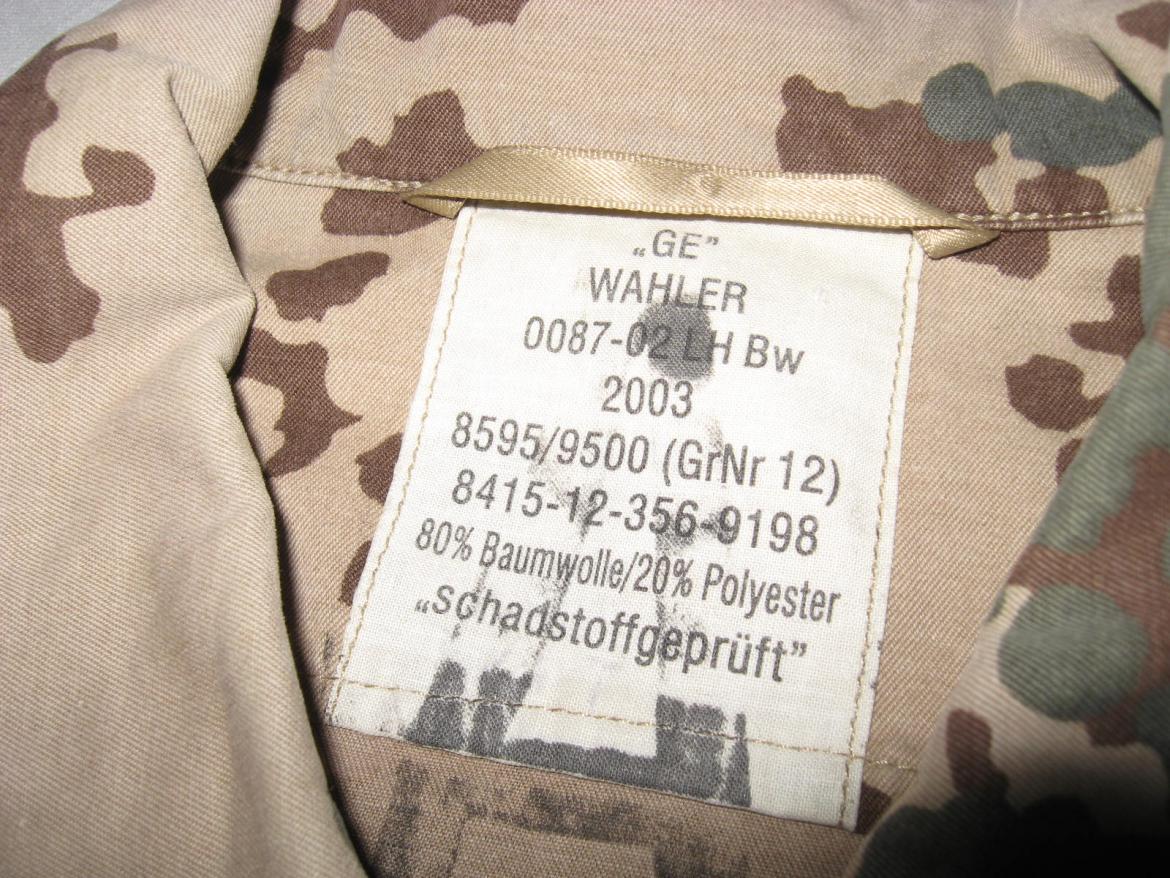 „GE”
WAHLER
0087-02 LH Bw
2003
8595/9500 (GrNr 12)
8415-12-356-9198
80% Baumwolle/20% Polyester
„schadstoffgeprüft”